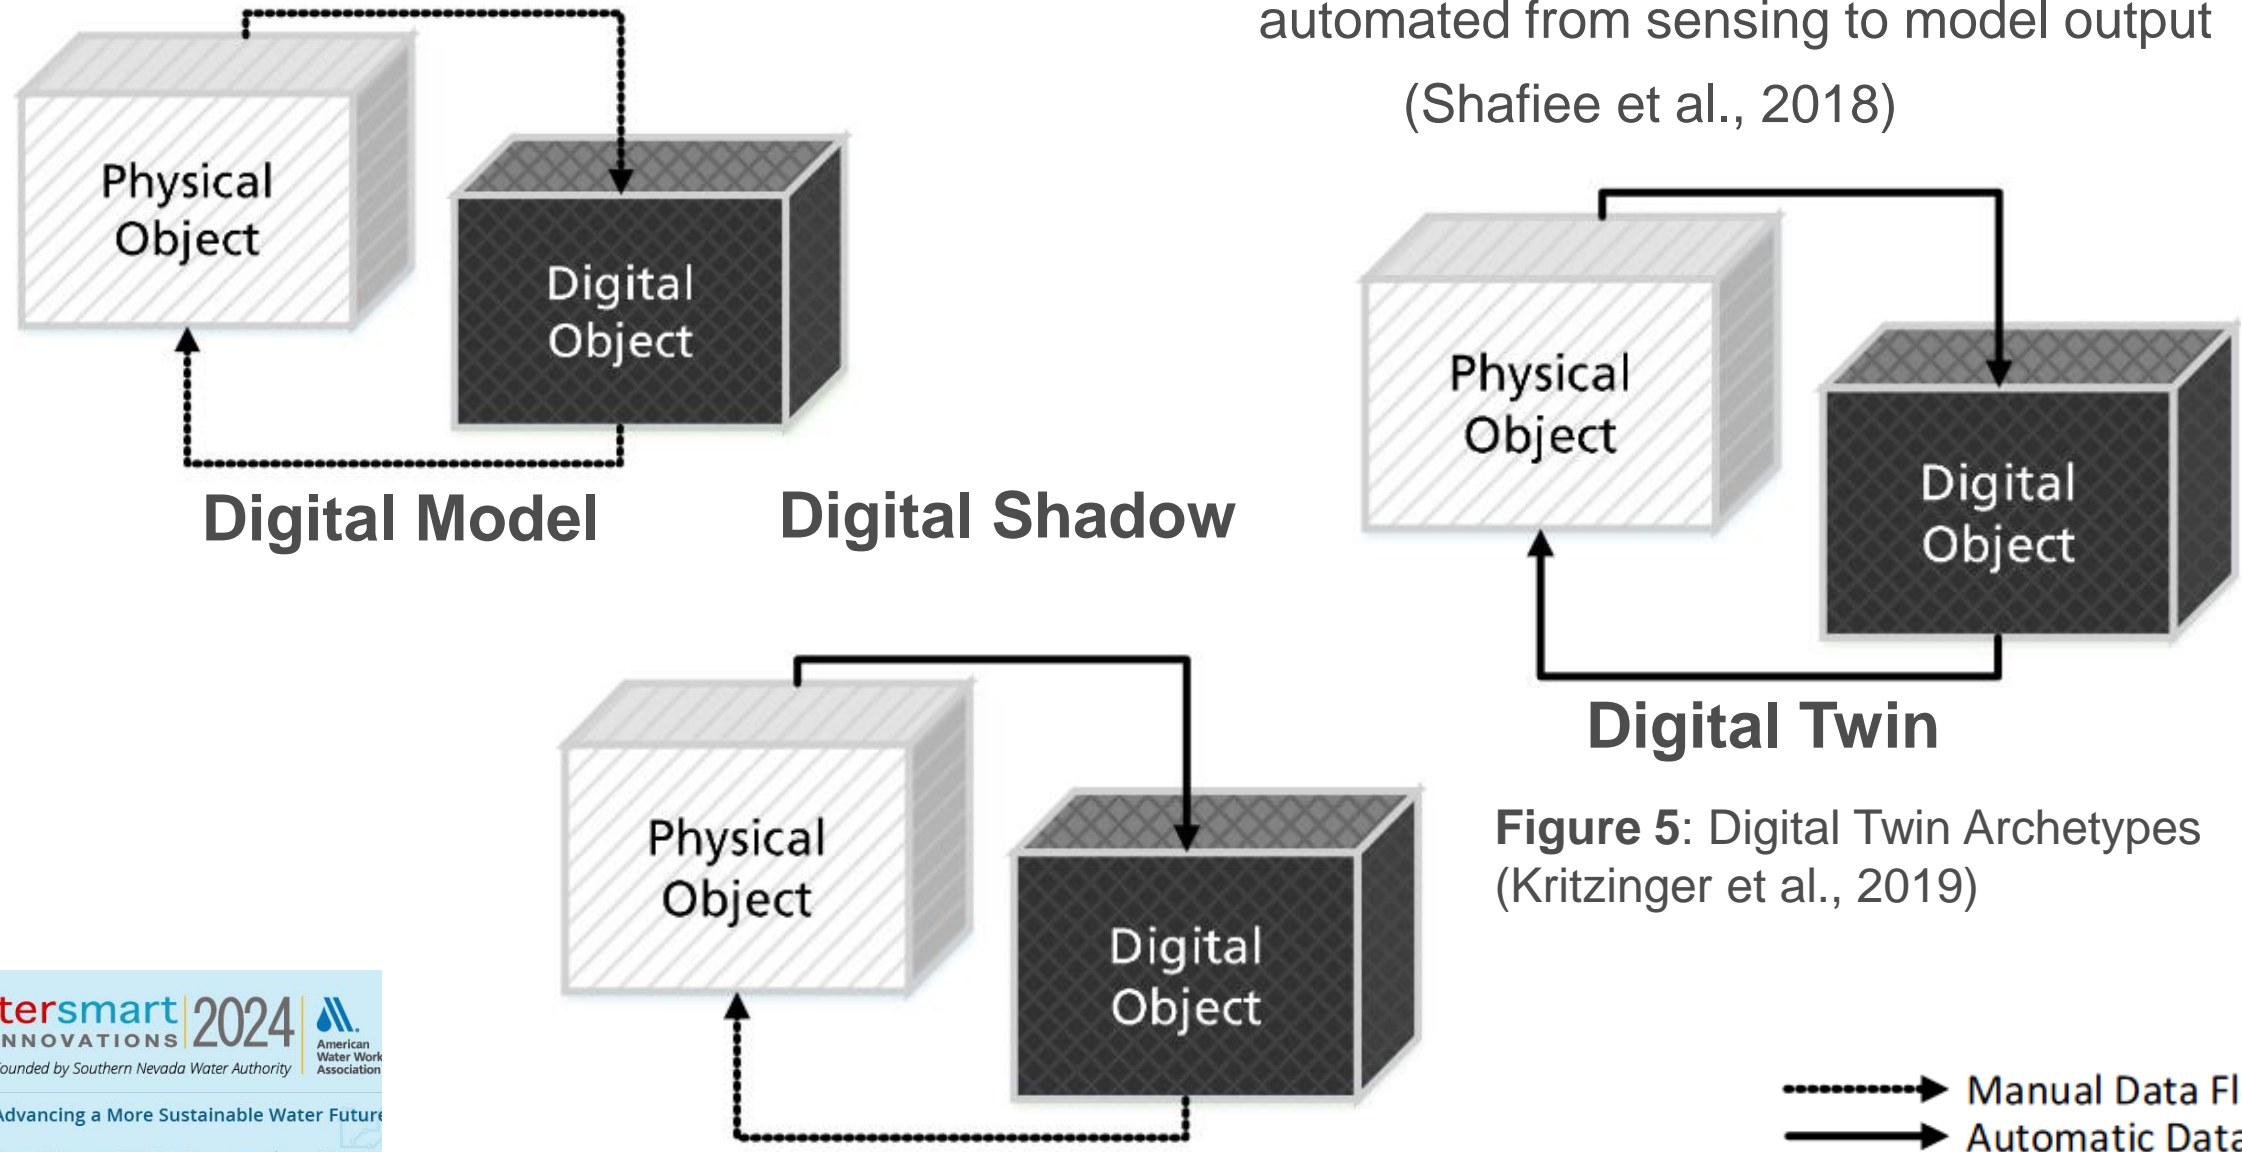 automated from sensing to model output
(Shafiee et al., 2018)
Physical
Object
Digital
Object
Digital Model
Digital Shadow
Physical
Object
Digital
Object
Digital Twin
Physical
Object
Digital
Object
Figure 5: Digital Twin Archetypes
(Kritzinger et al., 2019)
tersmart 2024
NNOVATIONS
American
Water Work
Association
ounded by Southern Nevada Water Authority
Advancing a More Sustainable Water Future
Manual Data Fl
Automatic Data